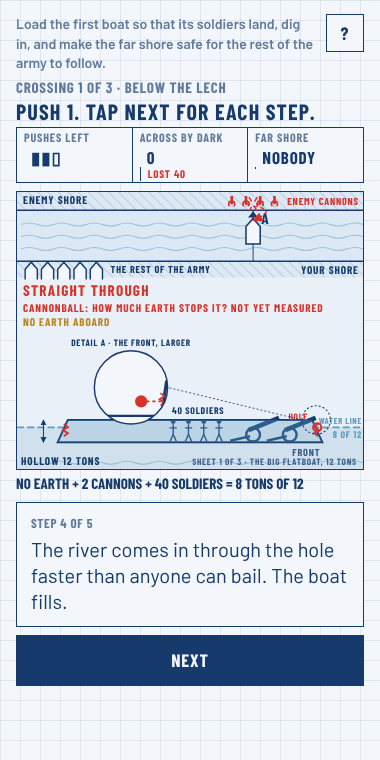 Load the first boat so that its soldiers land, dig
in, and make the far shore safe for the rest of the
army to follow.
?
CROSSING 1 OF 3 · BELOW THE LECH
PUSH 1. TAP NEXT FOR EACH STEP.
PUSHES LEFT
ACROSS BY DARK
0
LOST 40
FAR SHORE
NOBODY
ENEMY SHORE
ENEMY CANNONS
A
THE REST OF THE ARMY
YOUR SHORE
STRAIGHT THROUGH
CANNONBALL: HOW MUCH EARTH STOPS IT? NOT YET MEASURED
NO EARTH ABOARD
DETAIL A · THE FRONT, LARGER
40 SOLDIERS
HOLE
WATER LINE
8 OF 12
FRONT
HOLLOW 12 TONS
SHEET 1 OF 3 · THE BIG FLATBOAT, 12 TONS
NO EARTH + 2 CANNONS + 40 SOLDIERS = 8 TONS OF 12
STEP 4 OF 5
The river comes in through the hole
faster than anyone can bail. The boat
fills.
NEXT